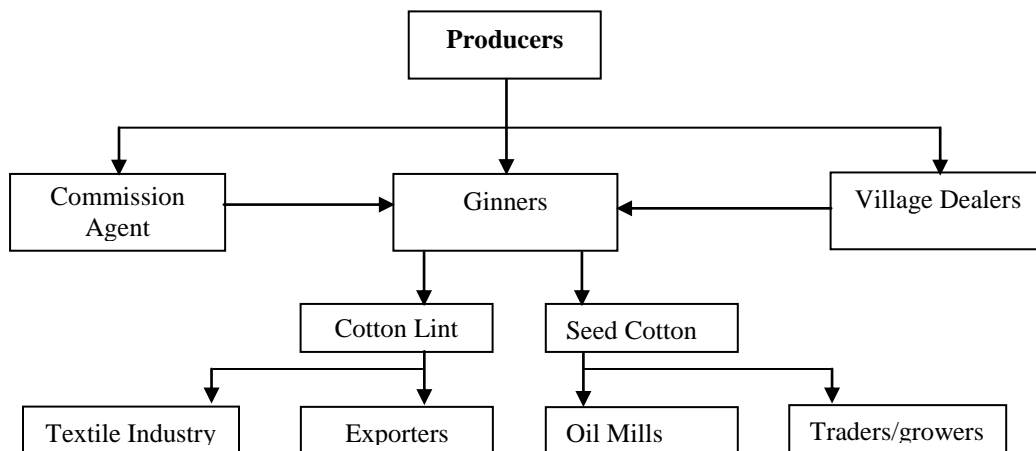 Producers
Commission
Agent
Ginners
Village Dealers
Cotton Lint
Seed Cotton
Textile Industry
Exporters
Oil Mills
Traders/growers